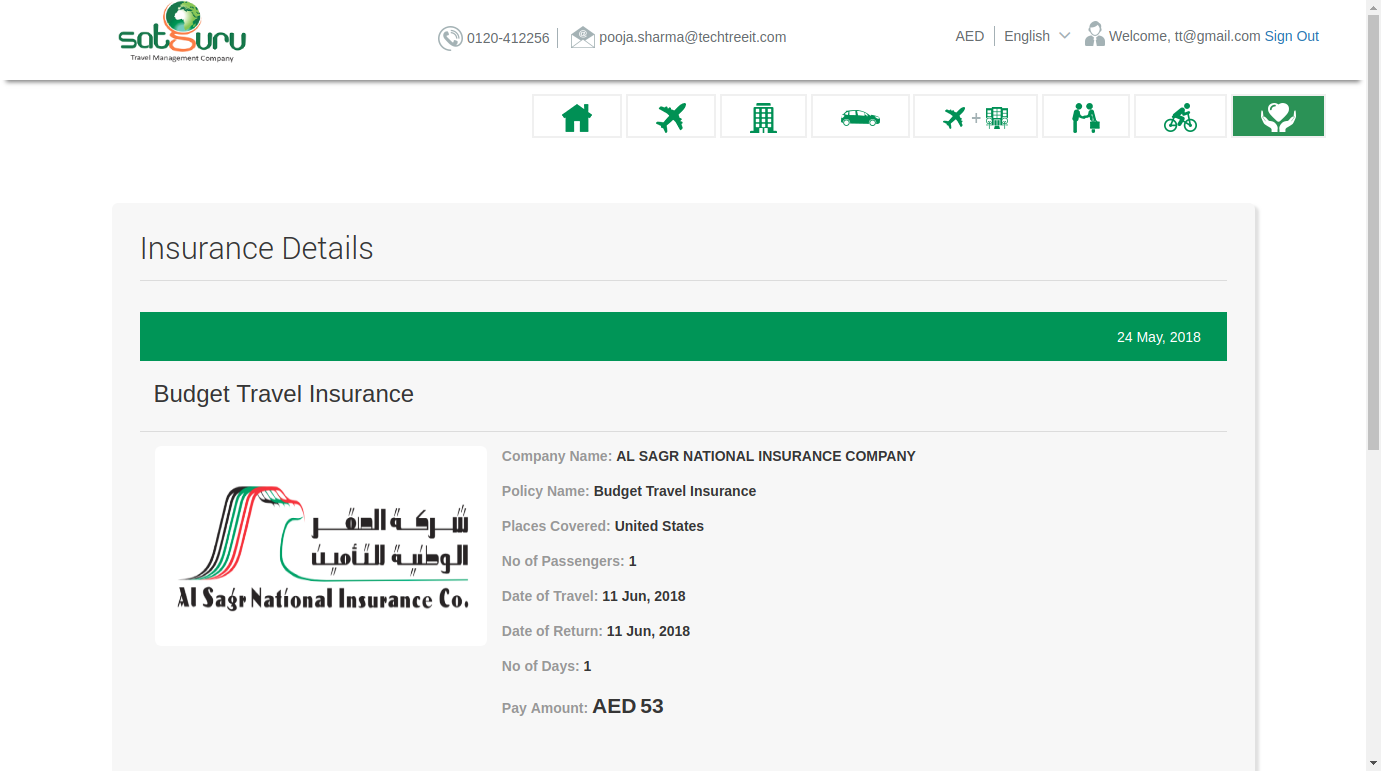 satguru
Travel Management Company
0120-412256
pooja.sharma@techtreeit.com
AED
English
Welcome, tt@gmail.com Sign Out
+
Insurance Details
24 May, 2018
Budget Travel Insurance
شركة الصقر
الوطنية للتأمين
Al Sagr National Insurance Co.
Company Name: AL SAGR NATIONAL INSURANCE COMPANY
Policy Name: Budget Travel Insurance
Places Covered: United States
No of Passengers: 1
Date of Travel: 11 Jun, 2018
Date of Return: 11 Jun, 2018
No of Days: 1
Pay Amount: AED 53